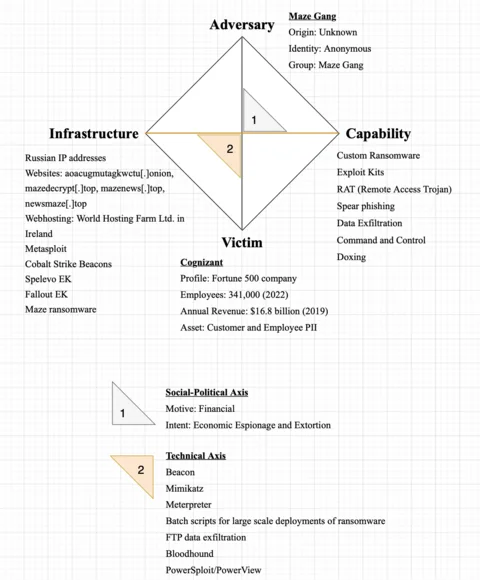 Adversary
Maze Gang
Origin: Unknown
Identity: Anonymous
Group: Maze Gang
1
Infrastructure
Russian IP addresses
Websites: aoacugmutagkwctu[.]onion,
mazedecrypt[.]top, mazenews[.]top,
newsmaze[.]top
Webhosting: World Hosting Farm Ltd. in
Ireland
Metasploit
Cobalt Strike Beacons
Spelevo EK
Fallout EK
Maze ransomware
2
Capability
Custom Ransomware
Exploit Kits
RAT (Remote Access Trojan)
Spear phishing
Data Exfiltration
Command and Control
Doxing
Victim
Cognizant
Profile: Fortune 500 company
Employees: 341,000 (2022)
Annual Revenue: $16.8 billion (2019)
Asset: Customer and Employee PII
1
Social-Political Axis
Motive: Financial
Intent: Economic Espionage and Extortion
2
Technical Axis
Beacon
Mimikatz
Meterpreter
Batch scripts for large scale deployments of ransomware
FTP data exfiltration
Bloodhound
PowerSploit/PowerView